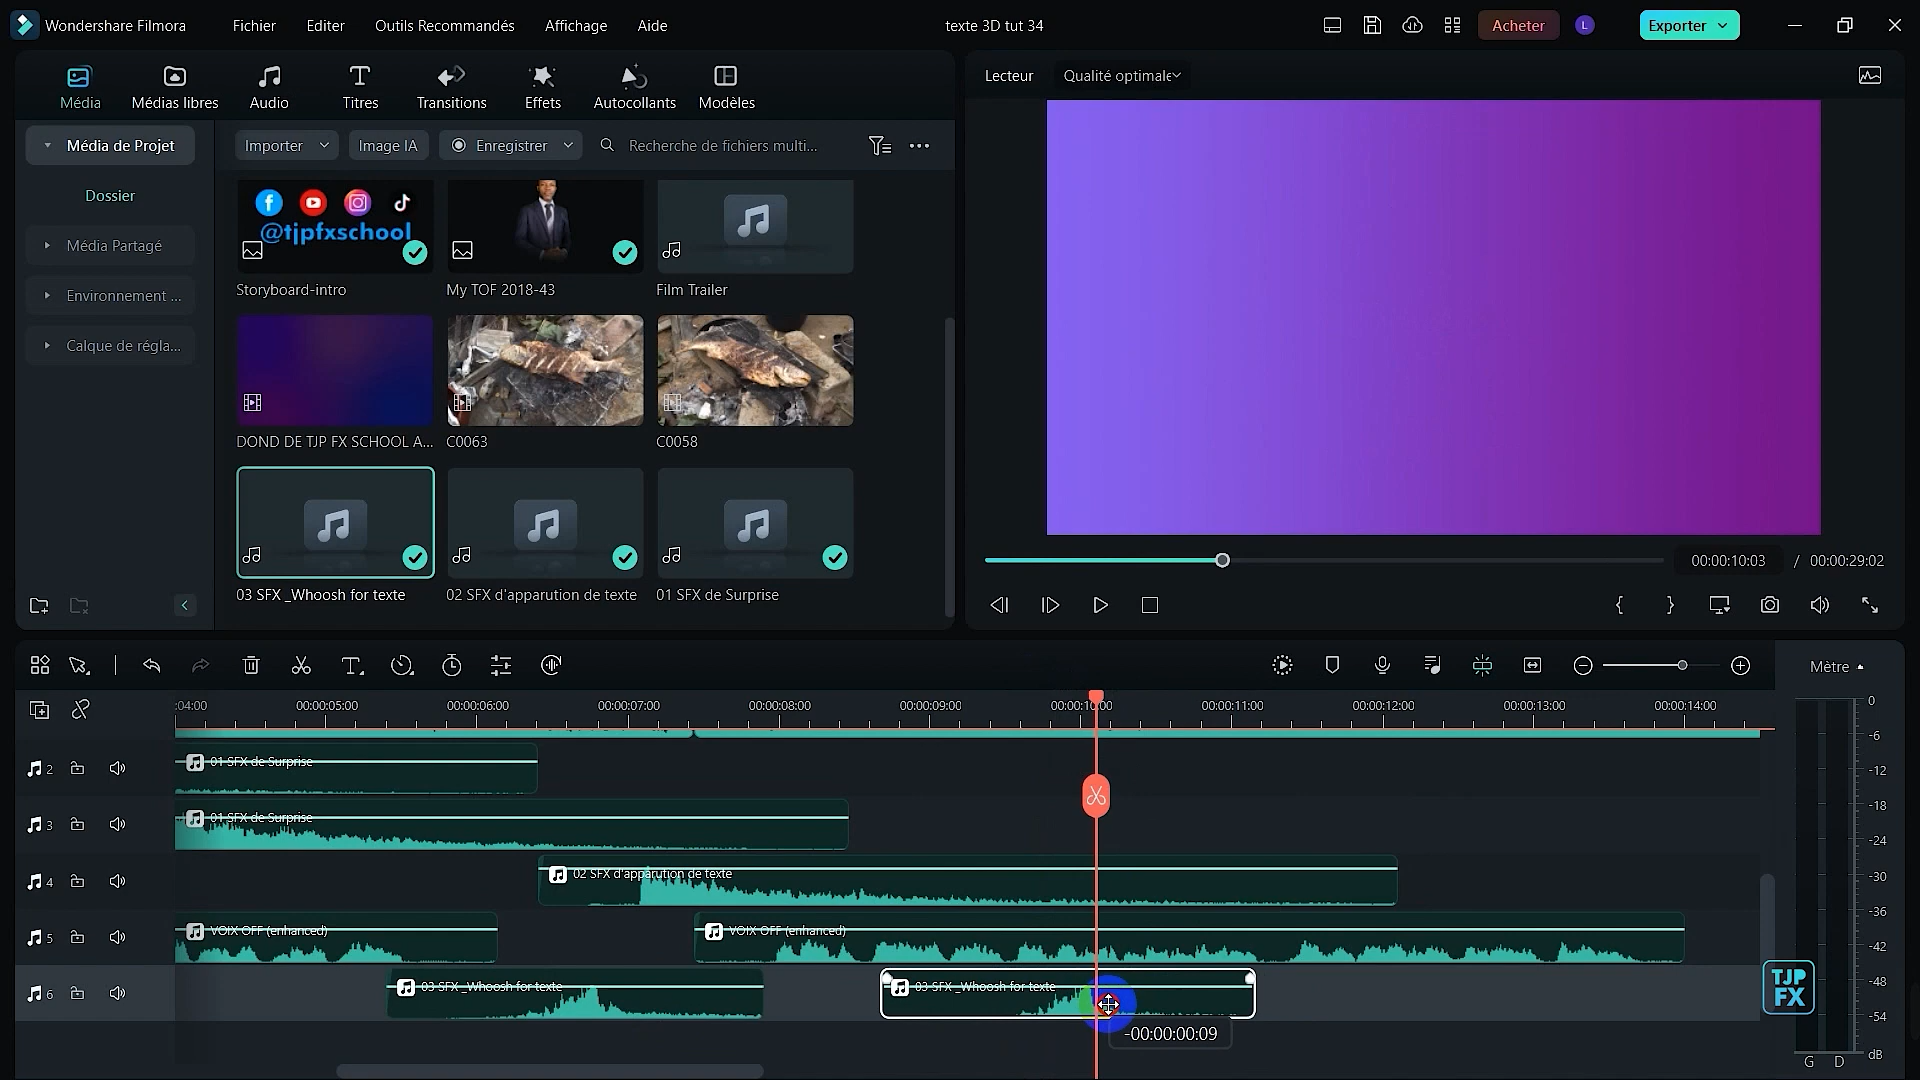 Wondershare Filmora
Fichier
Editer
Outils Recommandés
Affichage
Aide
texte 3D tut 34
Acheter
L
Exporter
Média
Médias libres
Audio
Titres
Transitions
Effets
Autocollants
Modèles
Lecteur
Qualité optimale
Média de Projet
Importer
Image IA
Enregistrer
Recherche de fichiers multi...
Dossier
Média Partagé
Environnement ...
Calque de régla...
@tjpfxschool
Storyboard-intro
My TOF 2018-43
Film Trailer
DOND DE TJP FX SCHOOL A...
C0063
C0058
03 SFX _Whoosh for texte
02 SFX d'apparution de texte
01 SFX de Surprise
00:00:10:03 / 00:00:29:02
Mètre
:04:00
00:00:05:00
00:00:06:00
00:00:07:00
00:00:08:00
00:00:09:00
00:00:10:00
00:00:11:00
00:00:12:00
00:00:13:00
00:00:14:00
2
01 SFX de Surprise
3
01 SFX de Surprise
4
02 SFX d'apparution de texte
5
VOIX OFF (enhanced)
VOIX OFF (enhanced)
6
03 SFX _Whoosh for texte
03 SFX _Whoosh for texte
-00:00:00:09
TJP
FX
0
-6
-12
-18
-24
-30
-36
-42
-48
-54
dB
G D